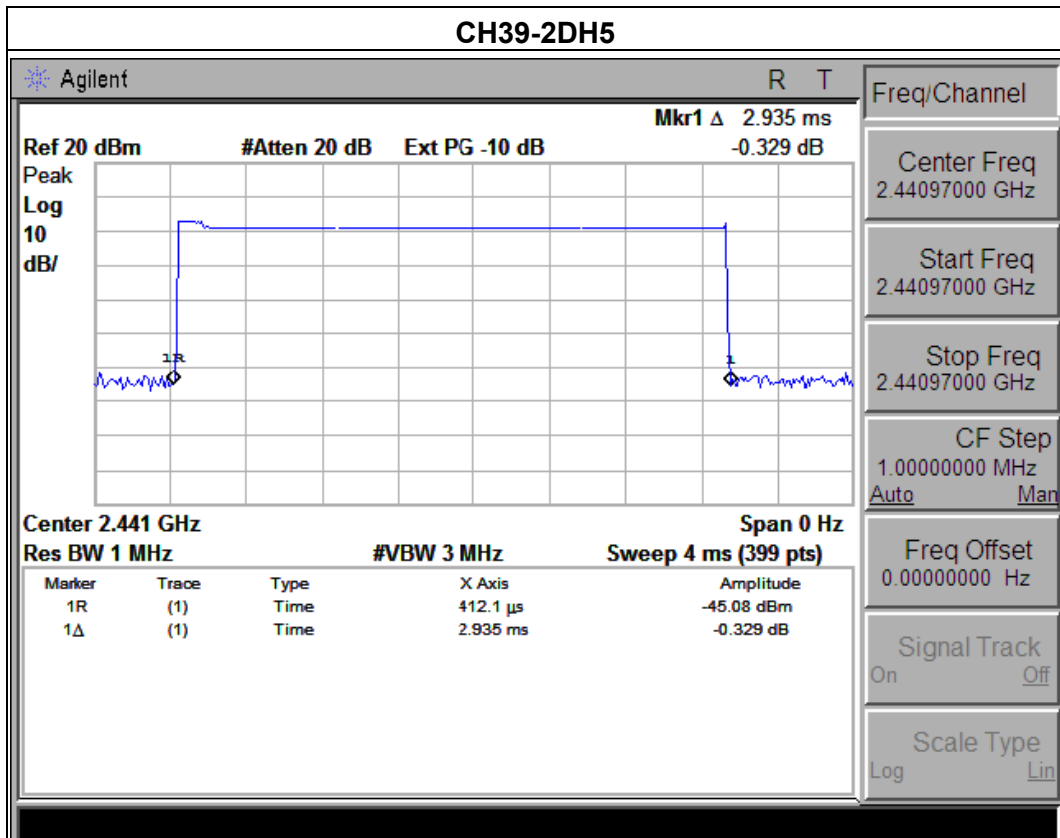 CH39-2DH5
Agilent R T
Mkr1 Δ 2.935 ms
Ref 20 dBm #Atten 20 dB Ext PG -10 dB -0.329 dB
Peak
Log
10
dB/
1R
1
Center 2.441 GHz Span 0 Hz
Res BW 1 MHz #VBW 3 MHz Sweep 4 ms (399 pts)
Marker Trace Type X Axis Amplitude
1R (1) Time 412.1 µs -45.08 dBm
1Δ (1) Time 2.935 ms -0.329 dB
Freq/Channel
Center Freq
2.44097000 GHz
Start Freq
2.44097000 GHz
Stop Freq
2.44097000 GHz
CF Step
1.00000000 MHz
Auto Man
Freq Offset
0.00000000 Hz
Signal Track
On Off
Scale Type
Log Lin